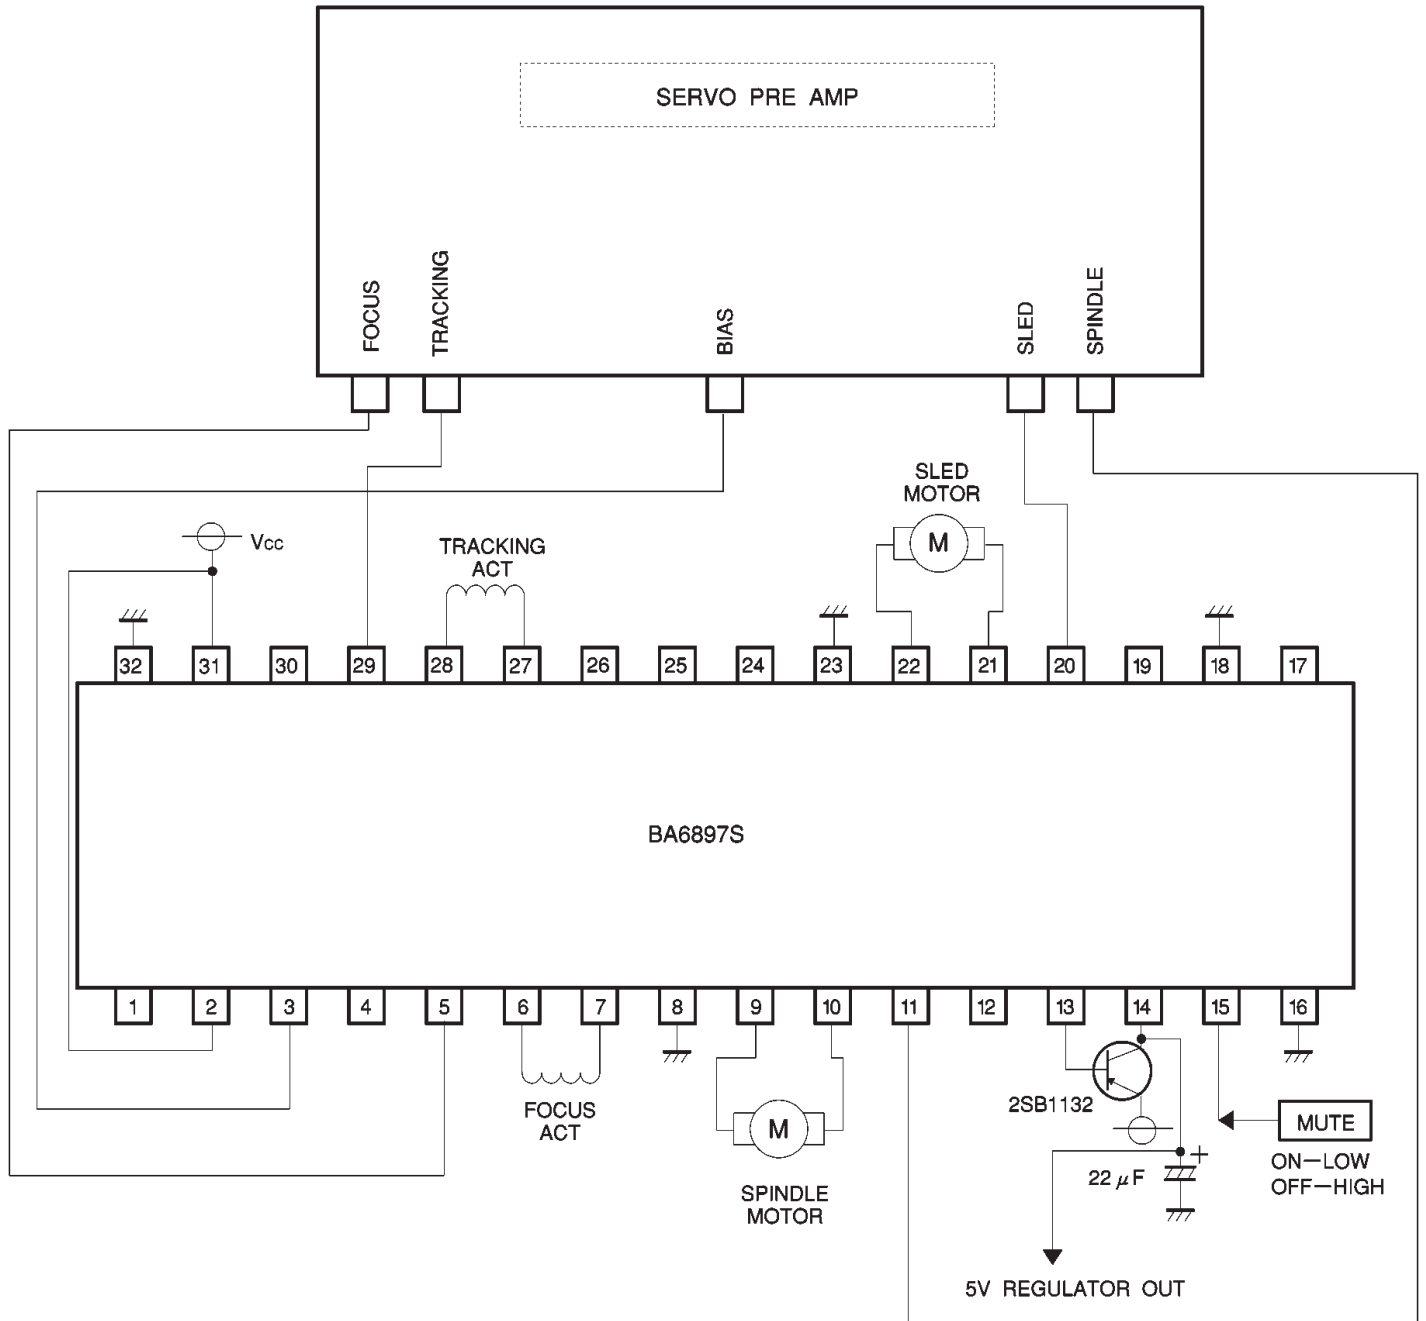 SERVO PRE AMP
FOCUS
TRACKING
BIAS
SLED
SPINDLE
SLED
MOTOR
Vcc
TRACKING
ACT
32 31 30 29 28 27 26 25 24 23 22 21 20 19 18 17
BA6897S
1 2 3 4 5 6 7 8 9 10 11 12 13 14 15 16
M
M
FOCUS
ACT
SPINDLE
MOTOR
2SB1132
MUTE
ON–LOW
OFF–HIGH
+
22 μF
5V REGULATOR OUT